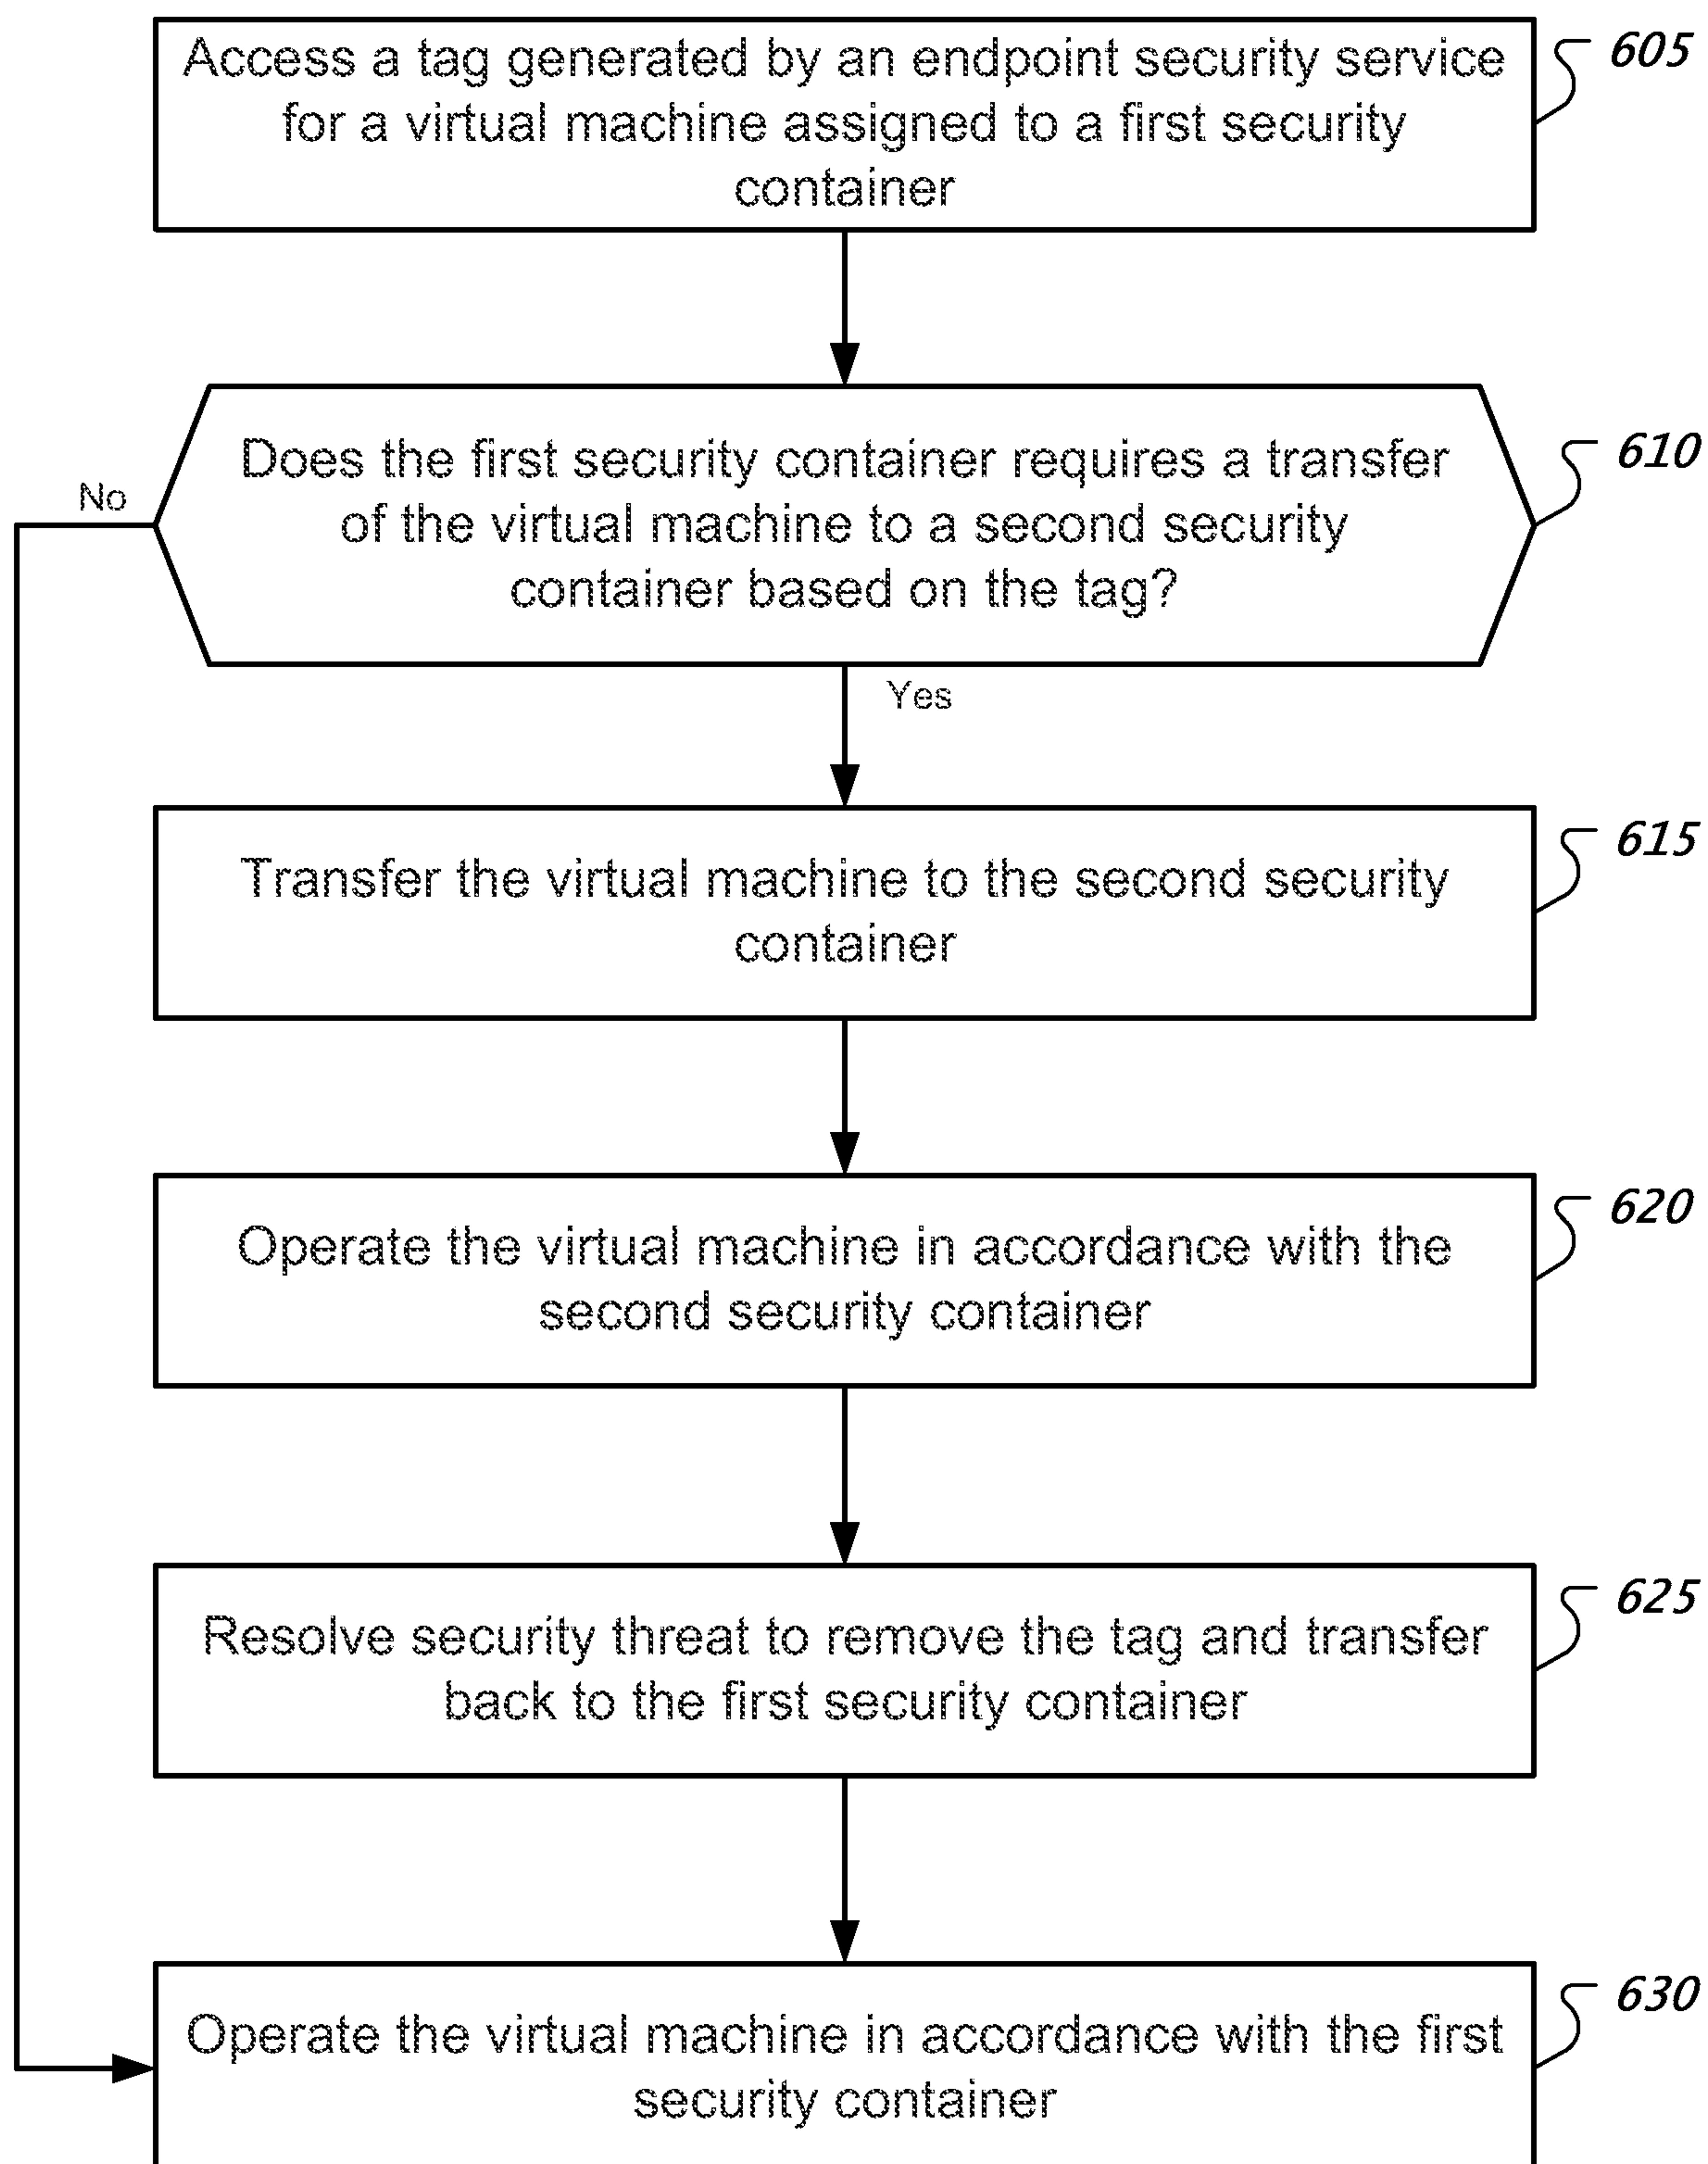 Access a tag generated by an endpoint security service
for a virtual machine assigned to a first security
container
605
Does the first security container requires a transfer
of the virtual machine to a second security
container based on the tag?
610
No
Yes
Transfer the virtual machine to the second security
container
615
Operate the virtual machine in accordance with the
second security container
620
Resolve security threat to remove the tag and transfer
back to the first security container
625
Operate the virtual machine in accordance with the first
security container
630